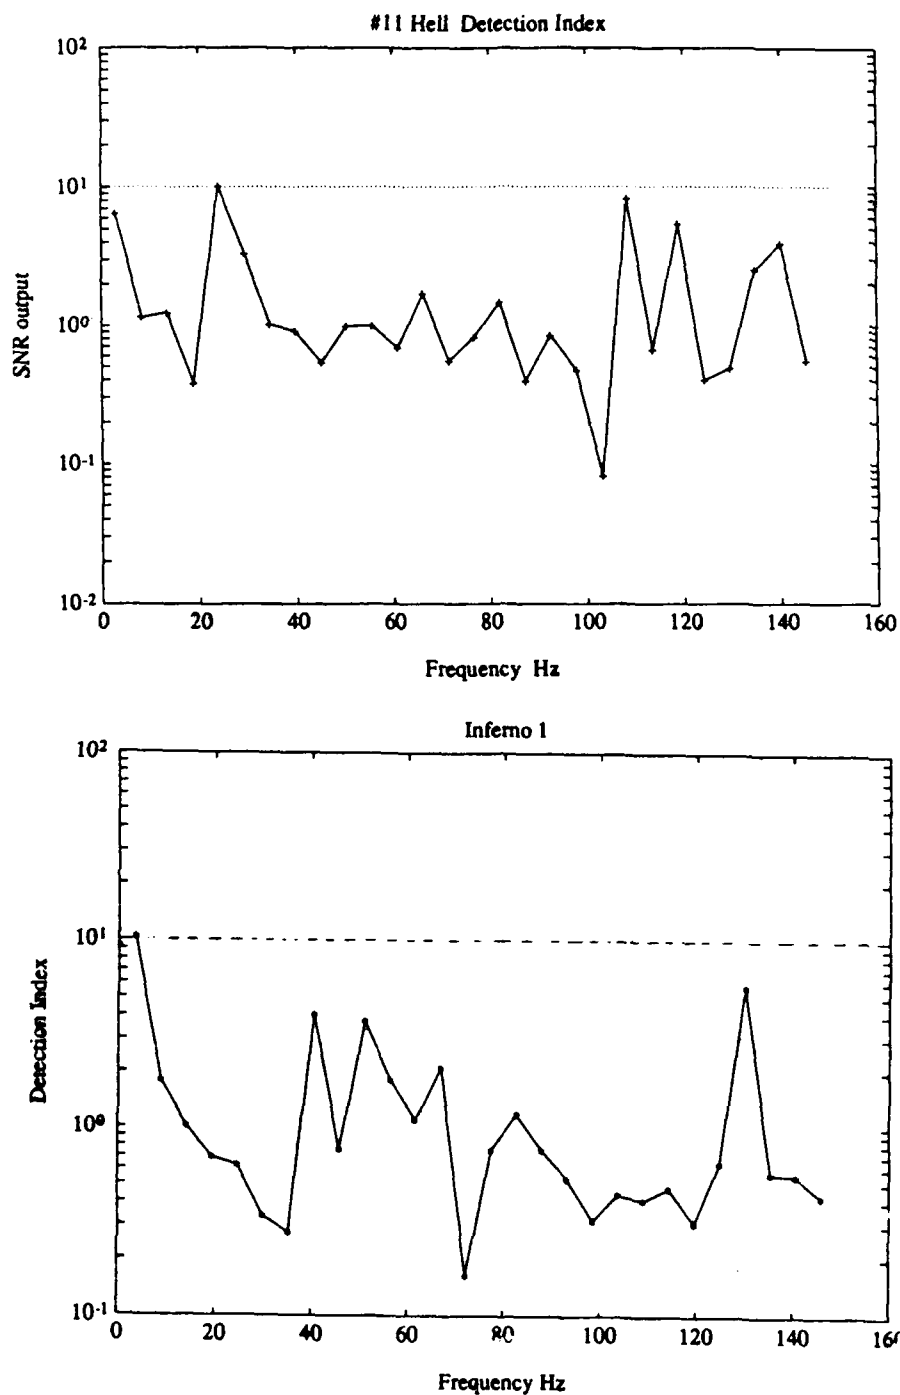 #11 Hell Detection Index
10²
10¹
10⁰
10⁻¹
10⁻²
SNR output
0 20 40 60 80 100 120 140 160
Frequency Hz
Inferno 1
10²
10¹
10⁰
10⁻¹
Detection Index
0 20 40 60 80 100 120 140 16
Frequency Hz